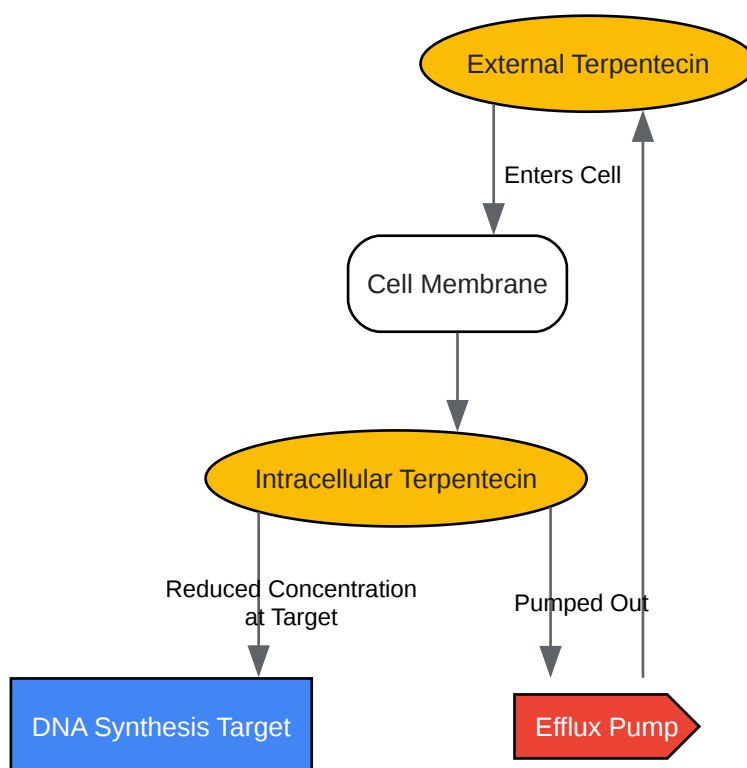 External Terpentecin
Enters Cell
Cell Membrane
Intracellular Terpentecin
Reduced Concentration
at Target
Pumped Out
DNA Synthesis Target
Efflux Pump